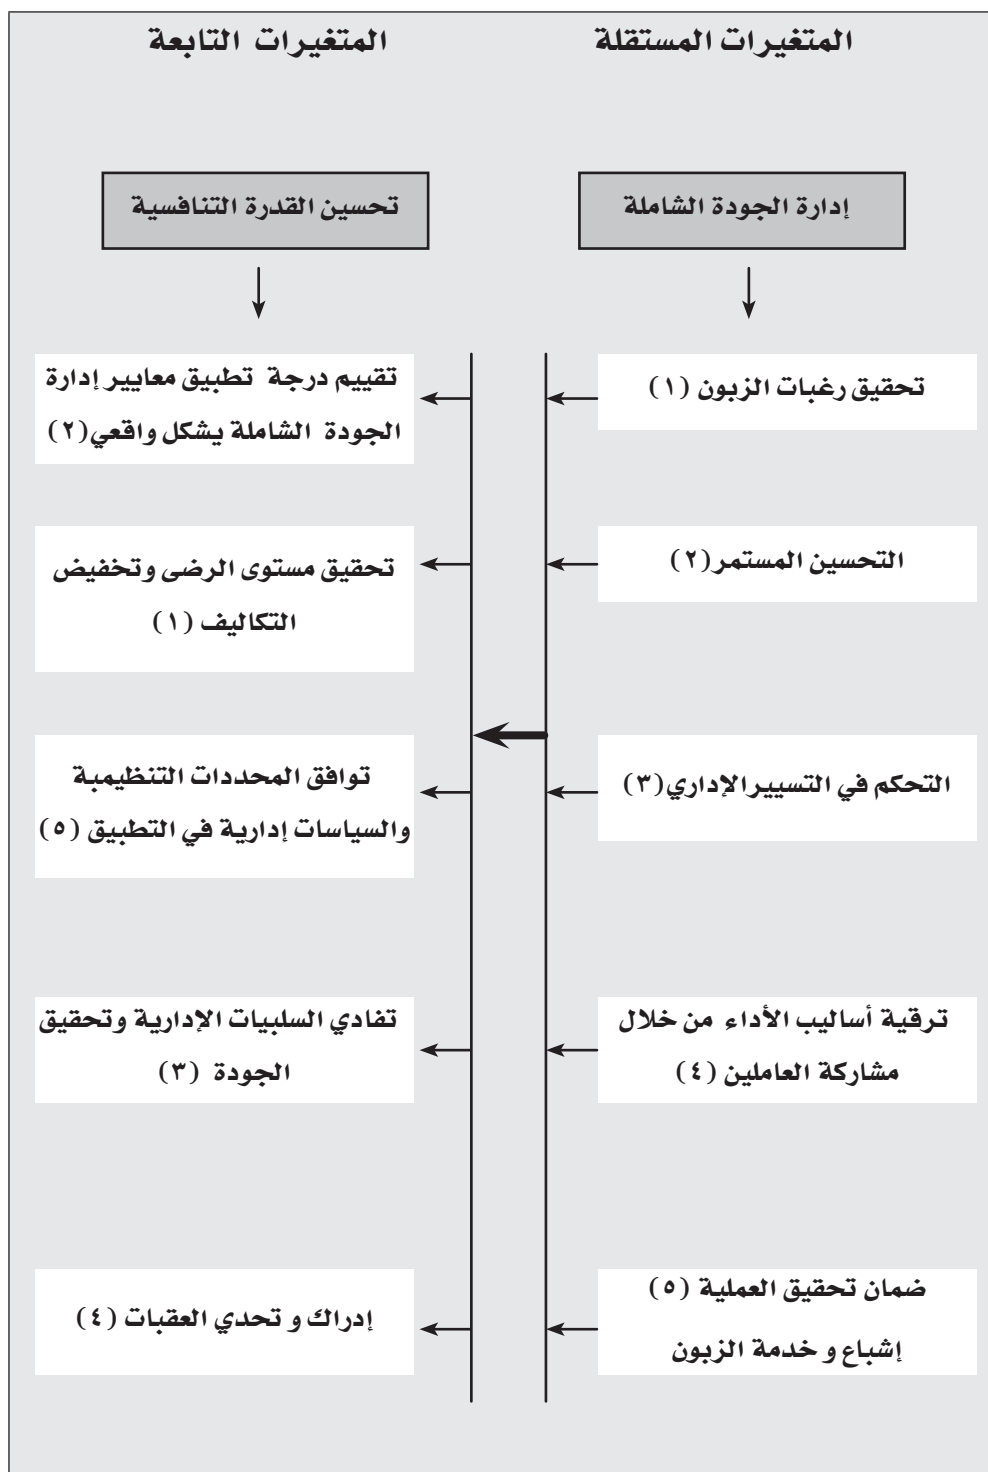 المتغيرات المستقلة
المتغيرات التابعة
إدارة الجودة الشاملة
تحسين القدرة التنافسية
تحقيق رغبات الزبون (١)
تقييم درجة تطبيق معايير إدارة
الجودة الشاملة يشكل واقعي(٢)
التحسين المستمر(٢)
تحقيق مستوى الرضى وتخفيض
التكاليف (١)
التحكم في التسييرالإداري(٣)
توافق المحددات التنظيمبة
والسياسات إدارية في التطبيق (٥)
ترقية أساليب الأداء من خلال
مشاركة العاملين (٤)
تفادي السلبيات الإدارية وتحقيق
الجودة (٣)
ضمان تحقيق العملية (٥)
إشباع و خدمة الزبون
إدراك و تحدي العقبات (٤)